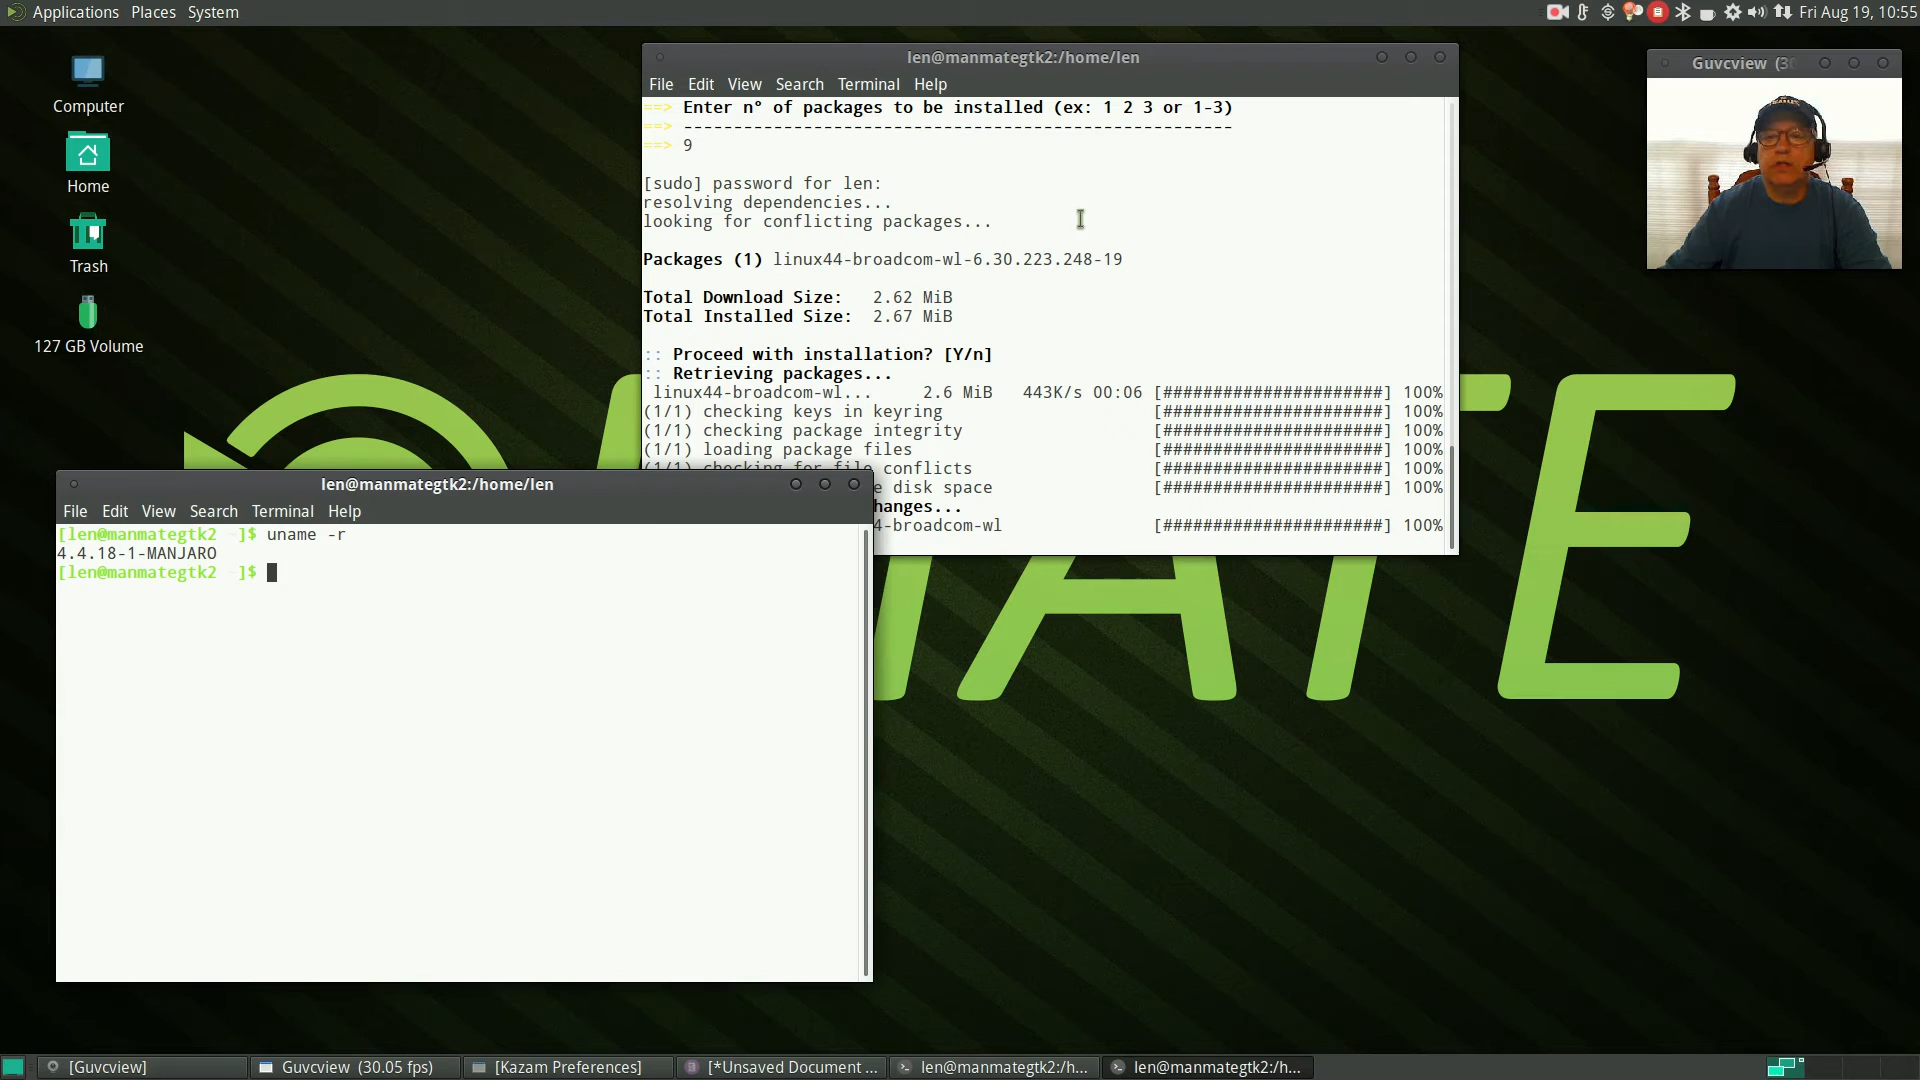 Applications Places System
Fri Aug 19, 10:55
Computer
Home
Trash
127 GB Volume
len@manmategtk2:/home/len
File Edit View Search Terminal Help
==> Enter n° of packages to be installed (ex: 1 2 3 or 1-3)
==> -------------------------------------------------------
==> 9
[sudo] password for len:
resolving dependencies...
looking for conflicting packages...
Packages (1) linux44-broadcom-wl-6.30.223.248-19
Total Download Size: 2.62 MiB
Total Installed Size: 2.67 MiB
:: Proceed with installation? [Y/n]
:: Retrieving packages...
linux44-broadcom-wl... 2.6 MiB 443K/s 00:06 [######################] 100%
(1/1) checking keys in keyring [######################] 100%
(1/1) checking package integrity [######################] 100%
(1/1) loading package files [######################] 100%
(1/1) checking for file conflicts [######################] 100%
e disk space [######################] 100%
hanges...
4-broadcom-wl [######################] 100%
Guvcview (3
len@manmategtk2:/home/len
File Edit View Search Terminal Help
[len@manmategtk2 ~]$ uname -r
4.4.18-1-MANJARO
[len@manmategtk2 ~]$
[Guvcview]
Guvcview (30.05 fps)
[Kazam Preferences]
[*Unsaved Document ...
len@manmategtk2:/h...
len@manmategtk2:/h...